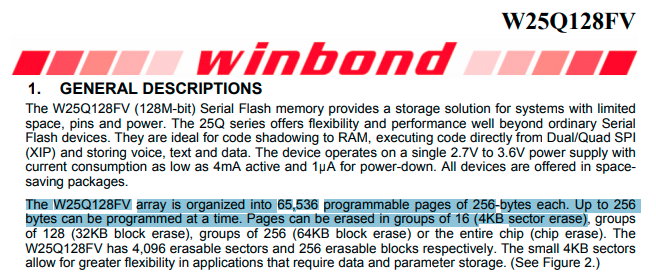 W25Q128FV
winbond
1. GENERAL DESCRIPTIONS
The W25Q128FV (128M-bit) Serial Flash memory provides a storage solution for systems with limited
space, pins and power. The 25Q series offers flexibility and performance well beyond ordinary Serial
Flash devices. They are ideal for code shadowing to RAM, executing code directly from Dual/Quad SPI
(XIP) and storing voice, text and data. The device operates on a single 2.7V to 3.6V power supply with
current consumption as low as 4mA active and 1µA for power-down. All devices are offered in space-
saving packages.
The W25Q128FV array is organized into 65,536 programmable pages of 256-bytes each. Up to 256
bytes can be programmed at a time. Pages can be erased in groups of 16 (4KB sector erase), groups
of 128 (32KB block erase), groups of 256 (64KB block erase) or the entire chip (chip erase). The
W25Q128FV has 4,096 erasable sectors and 256 erasable blocks respectively. The small 4KB sectors
allow for greater flexibility in applications that require data and parameter storage. (See Figure 2.)